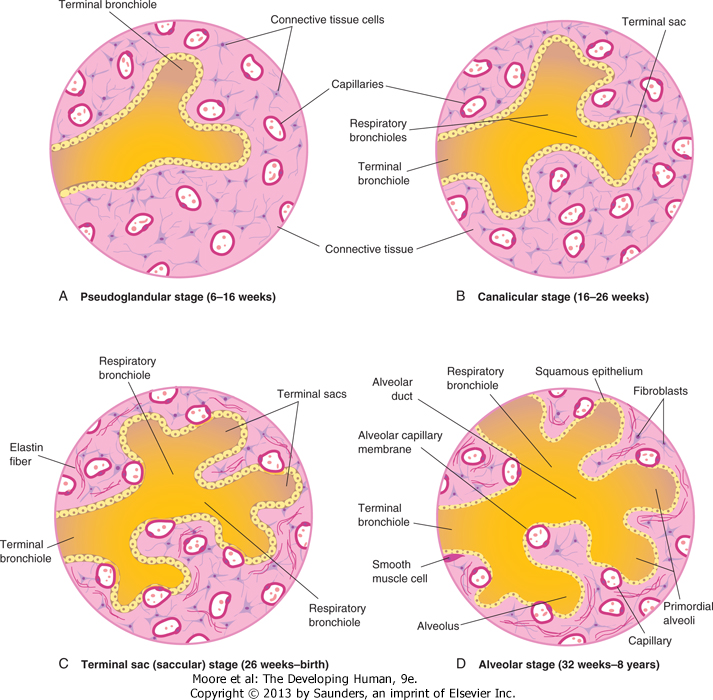 Terminal bronchiole
Connective tissue cells
Capillaries
Respiratory
bronchioles
Terminal
bronchiole
Terminal sac
Connective tissue
A Pseudoglandular stage (6–16 weeks)
B Canalicular stage (16–26 weeks)
Respiratory
bronchiole
Terminal sacs
Elastin
fiber
Terminal
bronchiole
Respiratory
bronchiole
Alveolar
duct
Respiratory
bronchiole
Squamous epithelium
Fibroblasts
Alveolar capillary
membrane
Terminal
bronchiole
Smooth
muscle cell
Alveolus
Capillary
Primordial
alveoli
C Terminal sac (saccular) stage (26 weeks–birth)
D Alveolar stage (32 weeks–8 years)
Moore et al: The Developing Human, 9e.
Copyright © 2013 by Saunders, an imprint of Elsevier Inc.